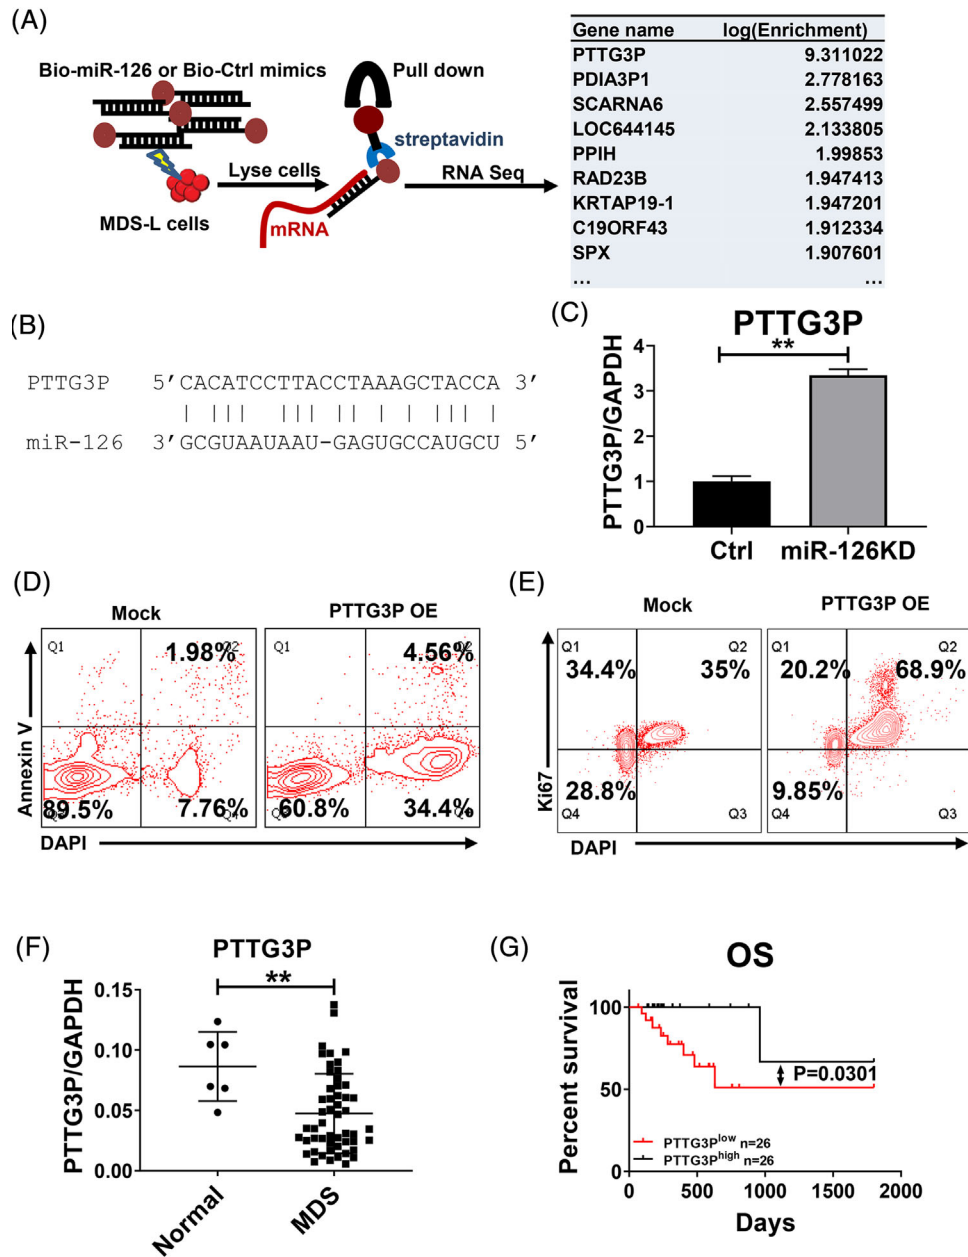 (A)
Bio-miR-126 or Bio-Ctrl mimics
Pull down
streptavidin
Lyse cells
RNA Seq
MDS-L cells
mRNA
Gene name log(Enrichment)
PTTG3P 9.311022
PDIA3P1 2.778163
SCARNA6 2.557499
LOC644145 2.133805
PPIH 1.99853
RAD23B 1.947413
KRTAP19-1 1.947201
C19ORF43 1.912334
SPX 1.907601
... ...
(B)
PTTG3P 5′CACATCCTTACCTAAAGCTACCA 3′
miR-126 3′GCGUAAUAAU-GAGUGCCAUGCU 5′
(C)
PTTG3P
**
PTTG3P/GAPDH
4
3
2
1
0
Ctrl miR-126KD
(D)
Mock PTTG3P OE
Q1 1.98% Q2
89.5% 7.76%
Q1 4.56%
60.8% 34.4%
Annexin V
DAPI
(E)
Mock PTTG3P OE
Q1 Q2
34.4% 35%
28.8%
Q4 Q3
Q1 Q2
20.2% 68.9%
9.85%
Q4 Q3
Ki67
DAPI
(F)
PTTG3P
**
PTTG3P/GAPDH
0.15
0.10
0.05
0.00
Normal MDS
(G)
OS
Percent survival
100
50
0
P=0.0301
PTTG3Plow n=26
PTTG3Phigh n=26
0 500 1000 1500 2000
Days